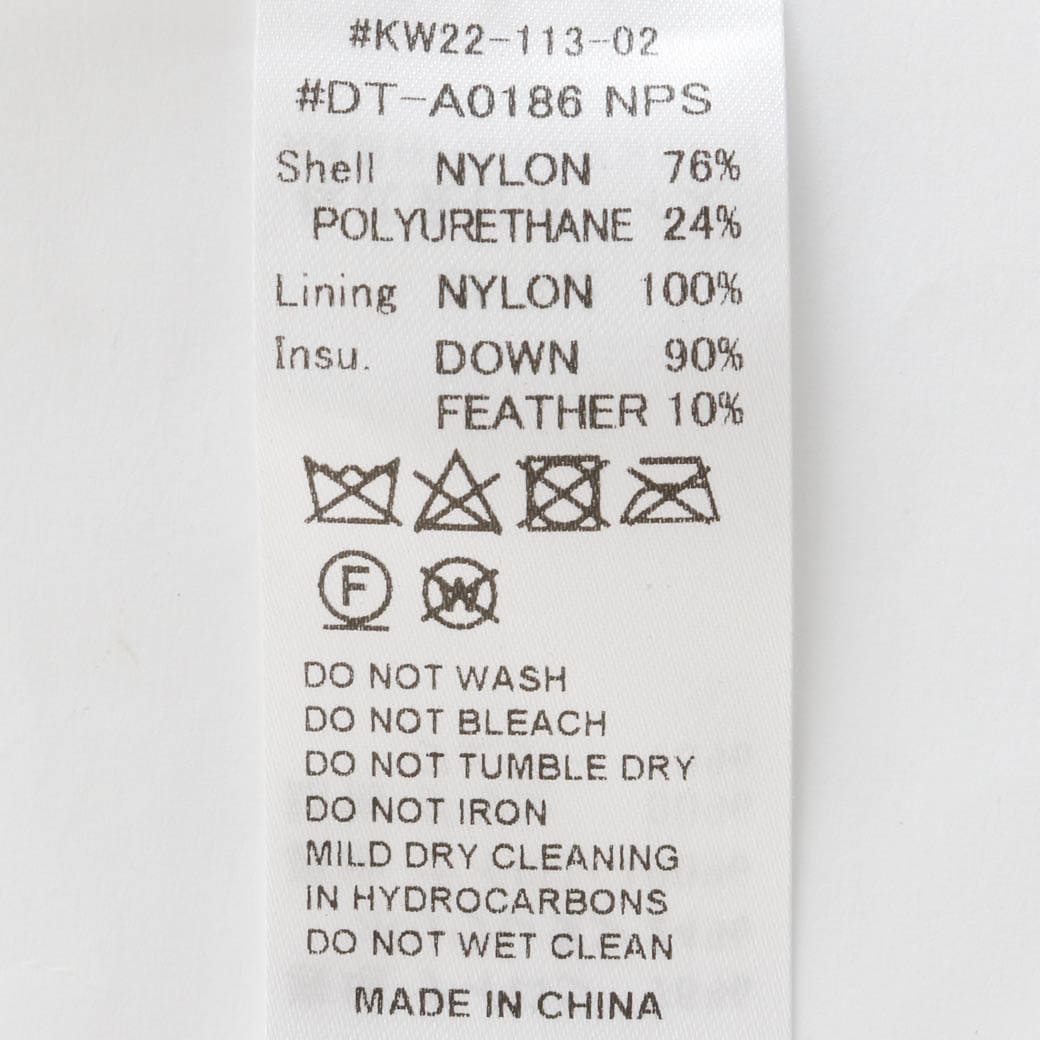 #KW22-113-02
#DT-A0186 NPS
Shell NYLON 76%
POLYURETHANE 24%
Lining NYLON 100%
Insu. DOWN 90%
FEATHER 10%
F W
DO NOT WASH
DO NOT BLEACH
DO NOT TUMBLE DRY
DO NOT IRON
MILD DRY CLEANING
IN HYDROCARBONS
DO NOT WET CLEAN
MADE IN CHINA